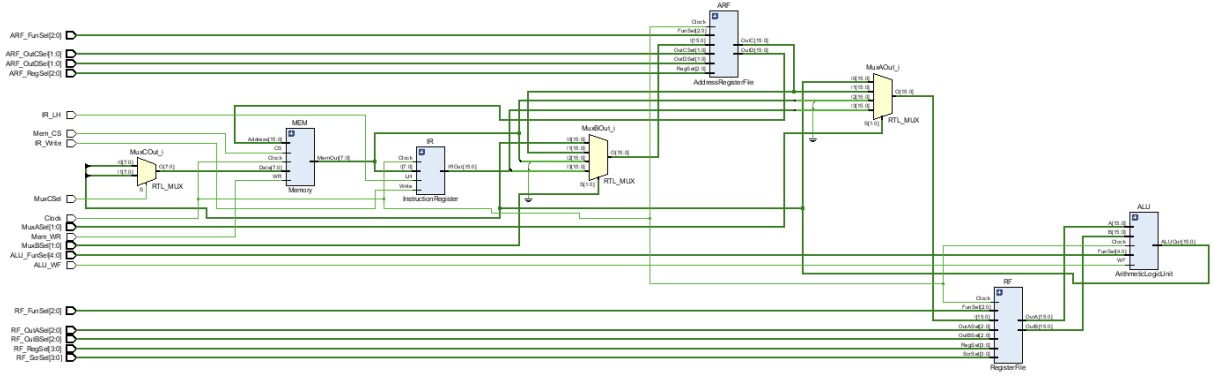 ARF
Clock
ARF_FunSel[2:0]
FunSel[2:0]
I[15:0]
OutC[15:0]
ARF_OutCSel[1:0]
OutCSel[1:0]
OutD[15:0]
ARF_OutDSel[1:0]
OutDSel[1:0]
ARF_RegSel[2:0]
RegSel[2:0]
AddressRegisterFile
MuxAOut_i
I0[15:0]
I1[15:0]
I2[15:0]
I3[15:0]
O[15:0]
S[1:0]
RTL_MUX
IR_LH
MEM
Mem_CS
IR_Write
Address[15:0]
CS
Clock
Data[7:0]
WR
MemOut[7:0]
Memory
IR
Clock
I[7:0]
LH
Write
IROut[15:0]
InstructionRegister
MuxBOut_i
I0[15:0]
I1[15:0]
I2[15:0]
I3[15:0]
O[15:0]
S[1:0]
RTL_MUX
MuxCOut_i
I0[7:0]
I1[7:0]
O[7:0]
S
RTL_MUX
MuxCSel
Clock
MuxASel[1:0]
Mem_WR
MuxBSel[1:0]
ALU_FunSel[4:0]
ALU_WF
ALU
A[15:0]
B[15:0]
Clock
FunSel[4:0]
WF
ALUOut[15:0]
ArithmeticLogicUnit
RF
Clock
RF_FunSel[2:0]
FunSel[2:0]
I[15:0]
OutA[15:0]
RF_OutASel[2:0]
OutASel[2:0]
OutB[15:0]
RF_OutBSel[2:0]
OutBSel[2:0]
RF_RegSel[3:0]
RegSel[3:0]
RF_ScrSel[3:0]
ScrSel[3:0]
RegisterFile